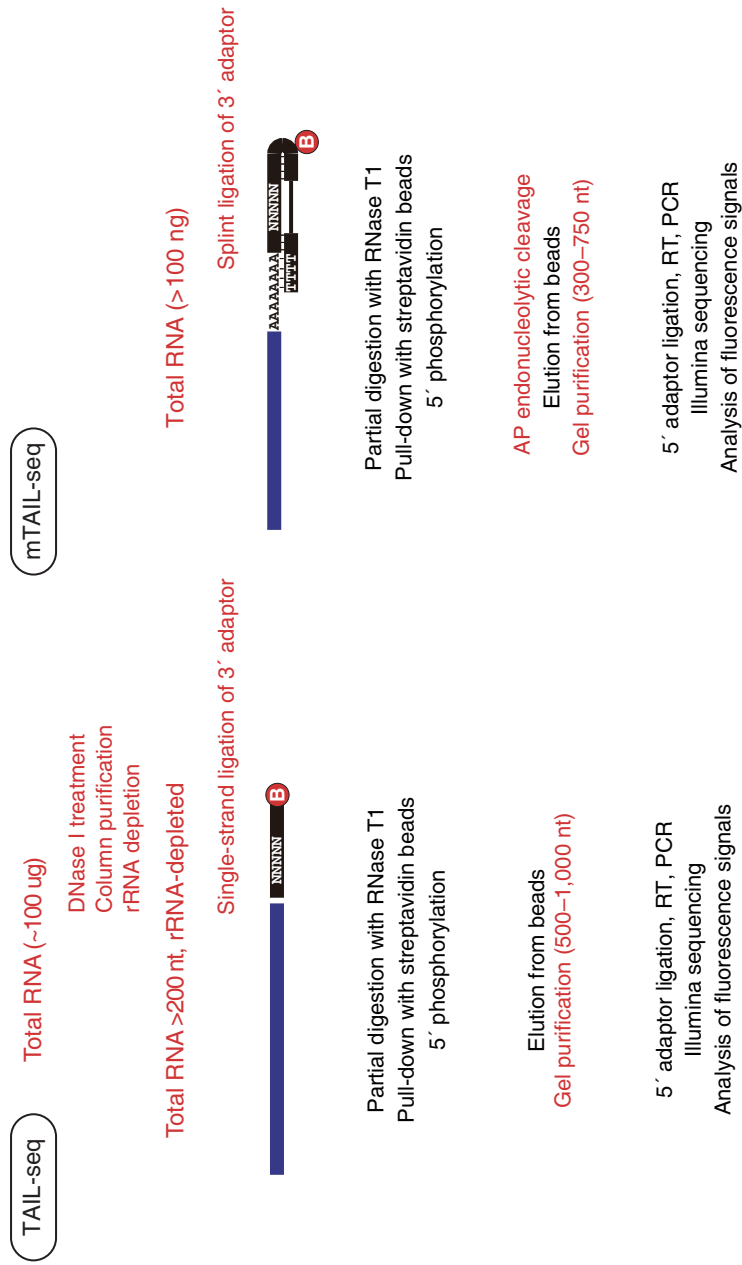 TAIL-seq
Total RNA (~100 ug)
DNase I treatment
Column purification
rRNA depletion
Total RNA >200 nt, rRNA-depleted
Single-strand ligation of 3´ adaptor
NNNNN
B
Partial digestion with RNase T1
Pull-down with streptavidin beads
5´ phosphorylation
Elution from beads
Gel purification (500–1,000 nt)
5´ adaptor ligation, RT, PCR
Illumina sequencing
Analysis of fluorescence signals
mTAIL-seq
Total RNA (>100 ng)
Splint ligation of 3´ adaptor
AAAAAAAAA NNNNN
TTTT
B
Partial digestion with RNase T1
Pull-down with streptavidin beads
5´ phosphorylation
AP endonucleolytic cleavage
Elution from beads
Gel purification (300–750 nt)
5´ adaptor ligation, RT, PCR
Illumina sequencing
Analysis of fluorescence signals